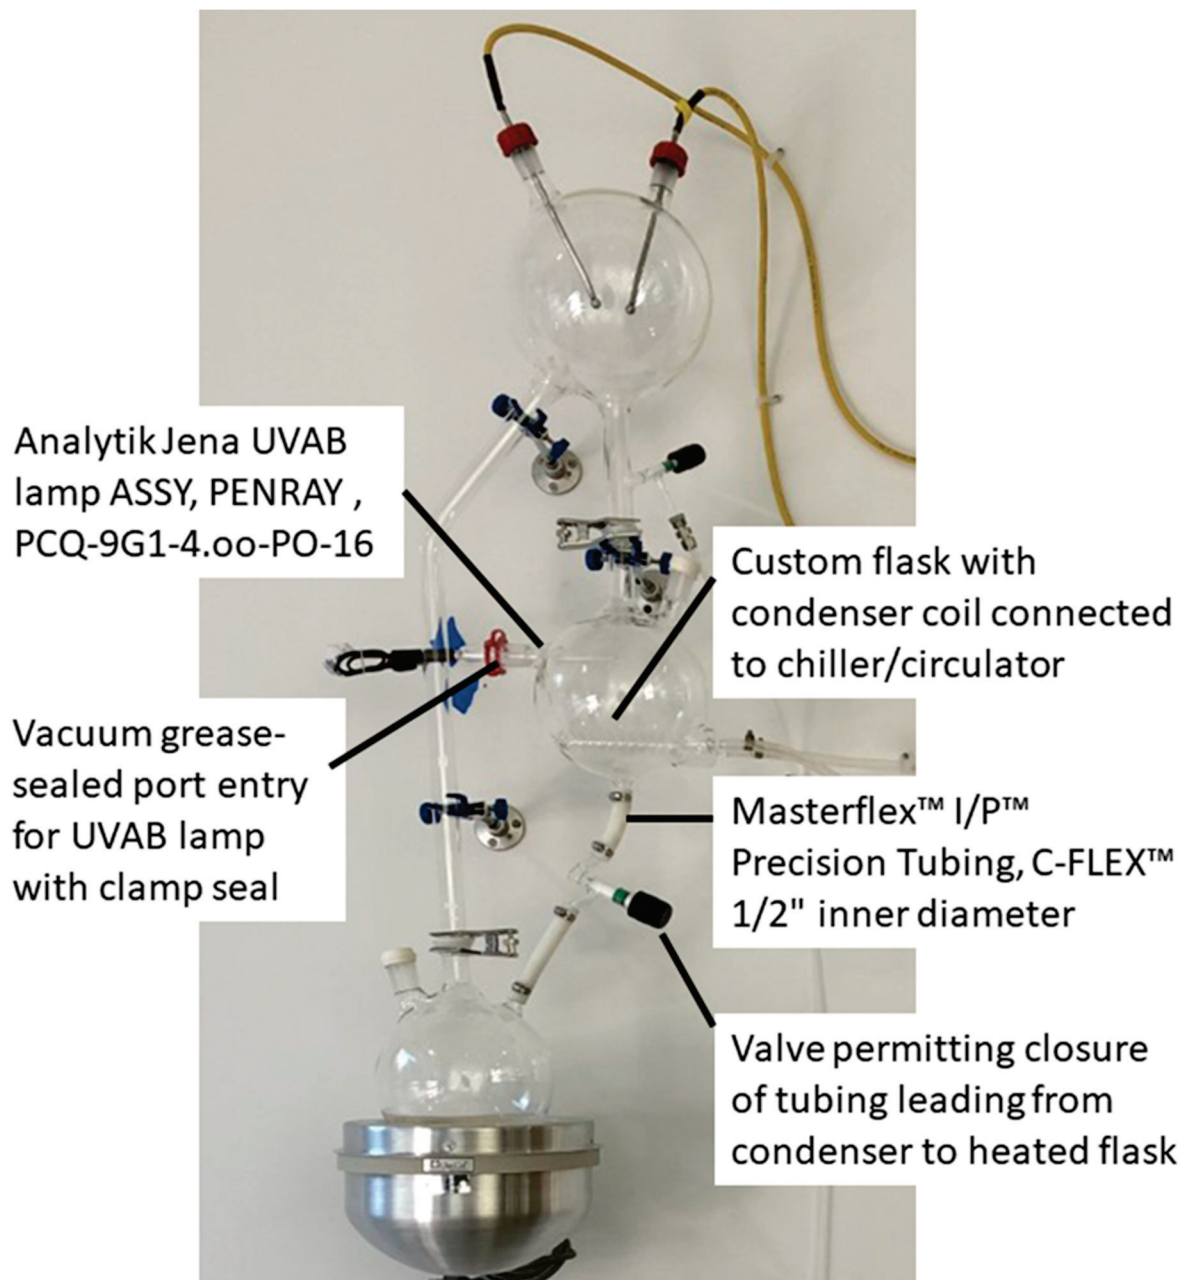 Analytik Jena UVAB
lamp ASSY, PENRAY ,
PCQ-9G1-4.oo-PO-16
Custom flask with
condenser coil connected
to chiller/circulator
Vacuum grease-
sealed port entry
for UVAB lamp
with clamp seal
Masterflex™ I/P™
Precision Tubing, C-FLEX™
1/2" inner diameter
Valve permitting closure
of tubing leading from
condenser to heated flask